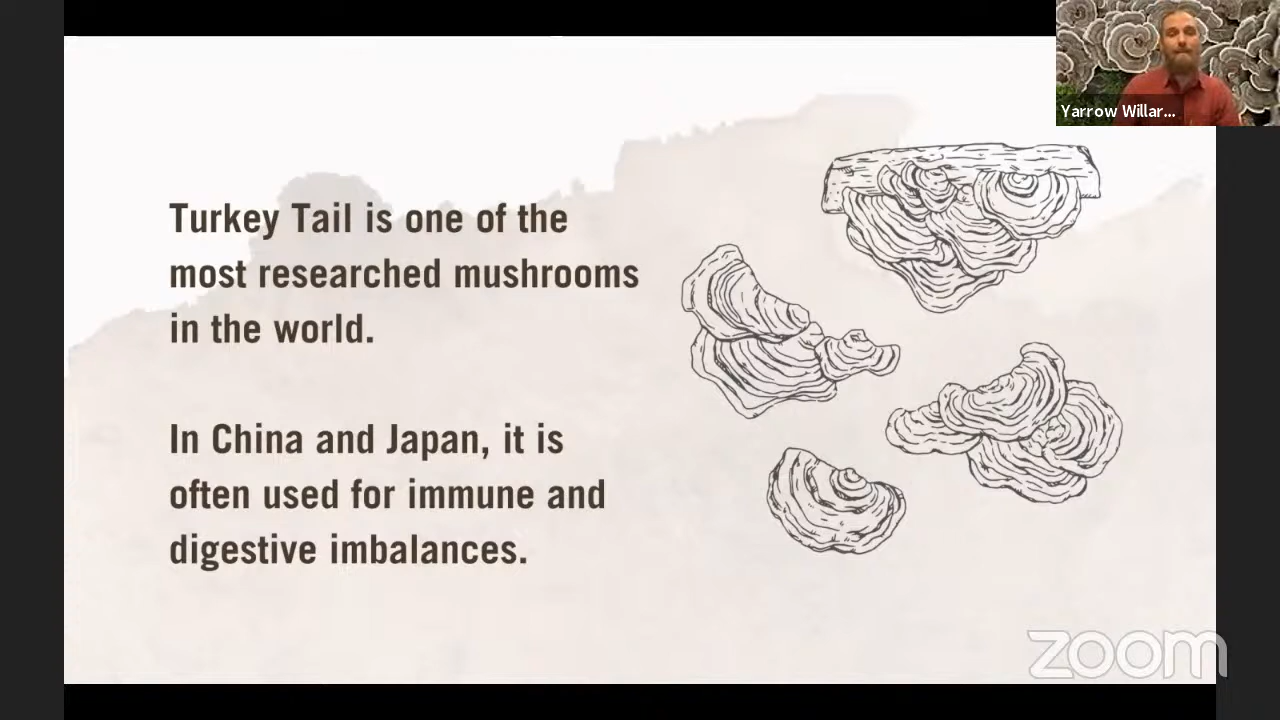 Yarrow Willar...
Turkey Tail is one of the
most researched mushrooms
in the world.
In China and Japan, it is
often used for immune and
digestive imbalances.
zoom